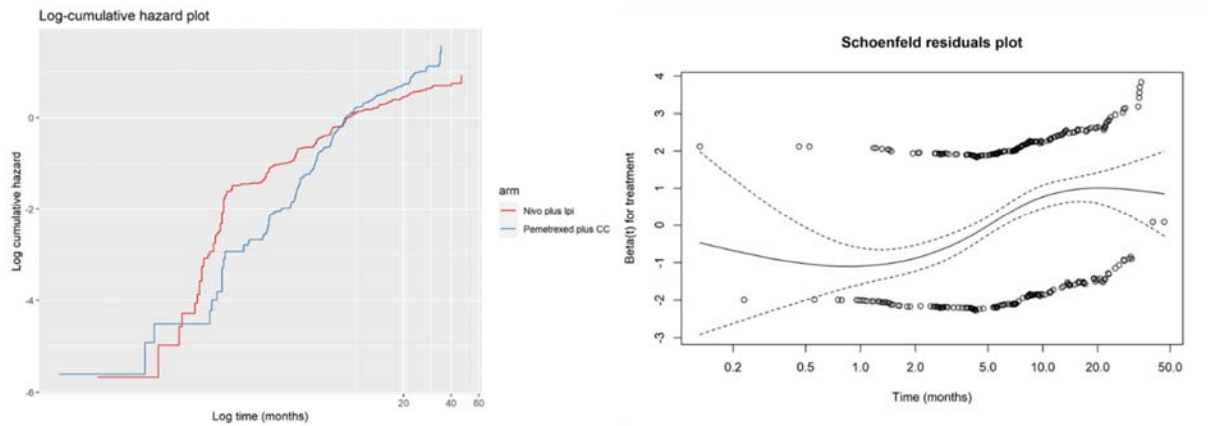 Log-cumulative hazard plot
Log cumulative hazard
0
-2
-4
-6
20
40
60
Log time (months)
arm
Nivo plus Ipi
Pemetrexed plus CC
Schoenfeld residuals plot
Beta(t) for treatment
4
3
2
1
0
-1
-2
-3
0.2
0.5
1.0
2.0
5.0
10.0
20.0
50.0
Time (months)